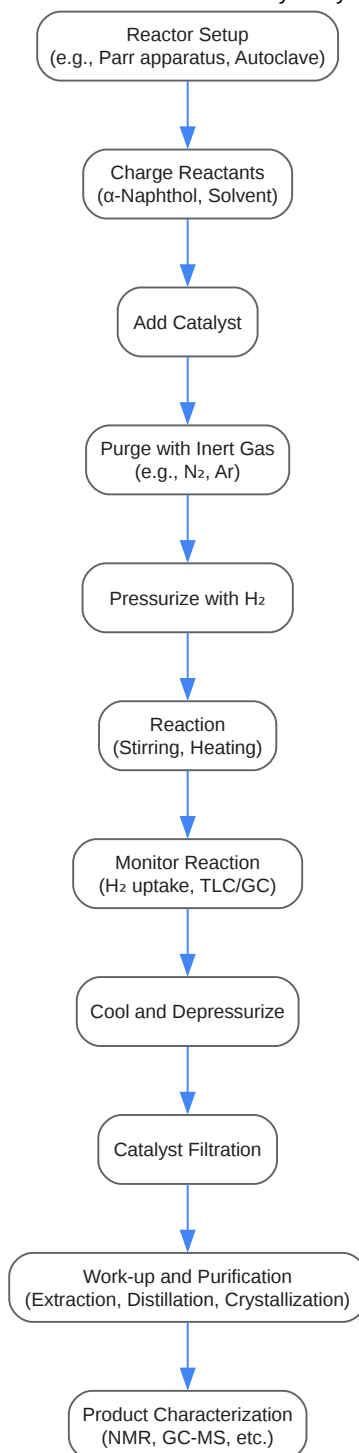 Reactor Setup
(e.g., Parr apparatus, Autoclave)
Charge Reactants
(α-Naphthol, Solvent)
Add Catalyst
Purge with Inert Gas
(e.g., N₂, Ar)
Pressurize with H₂
Reaction
(Stirring, Heating)
Monitor Reaction
(H₂ uptake, TLC/GC)
Cool and Depressurize
Catalyst Filtration
Work-up and Purification
(Extraction, Distillation, Crystallization)
Product Characterization
(NMR, GC-MS, etc.)